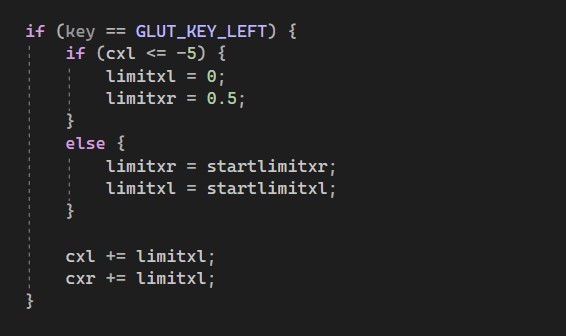 if (key == GLUT_KEY_LEFT) {
    if (cxl <= -5) {
        limitxl = 0;
        limitxr = 0.5;
    }
    else {
        limitxr = startlimitxr;
        limitxl = startlimitxl;
    }

    cxl += limitxl;
    cxr += limitxl;
}